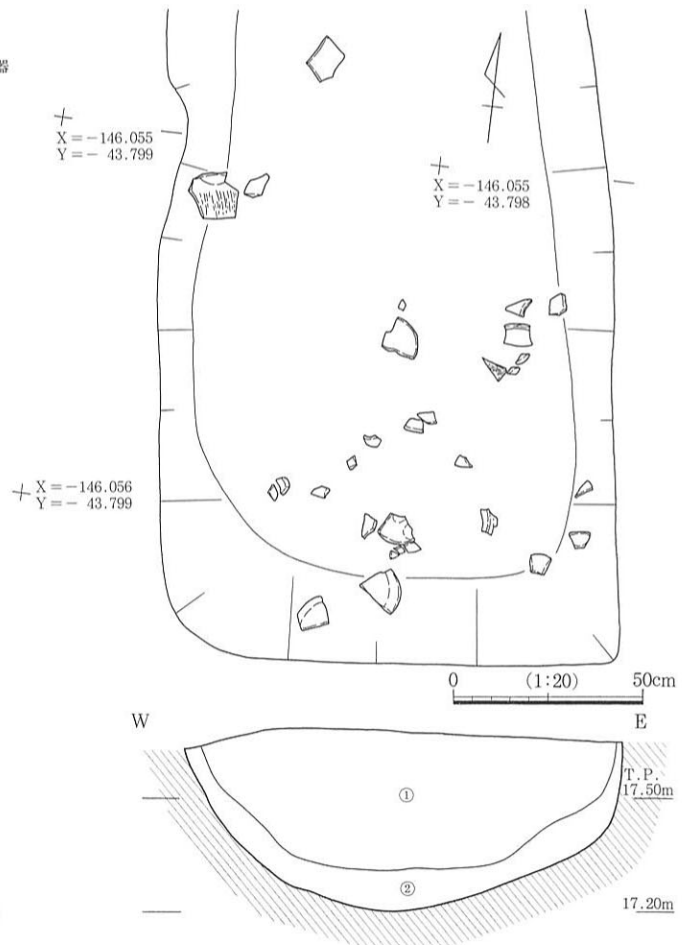 器
X=-146.055
Y=- 43.799
X=-146.055
Y=- 43.798
X=-146.056
Y=- 43.799
0 (1:20) 50cm
W E
T.P.
17.50m
①
②
17.20m